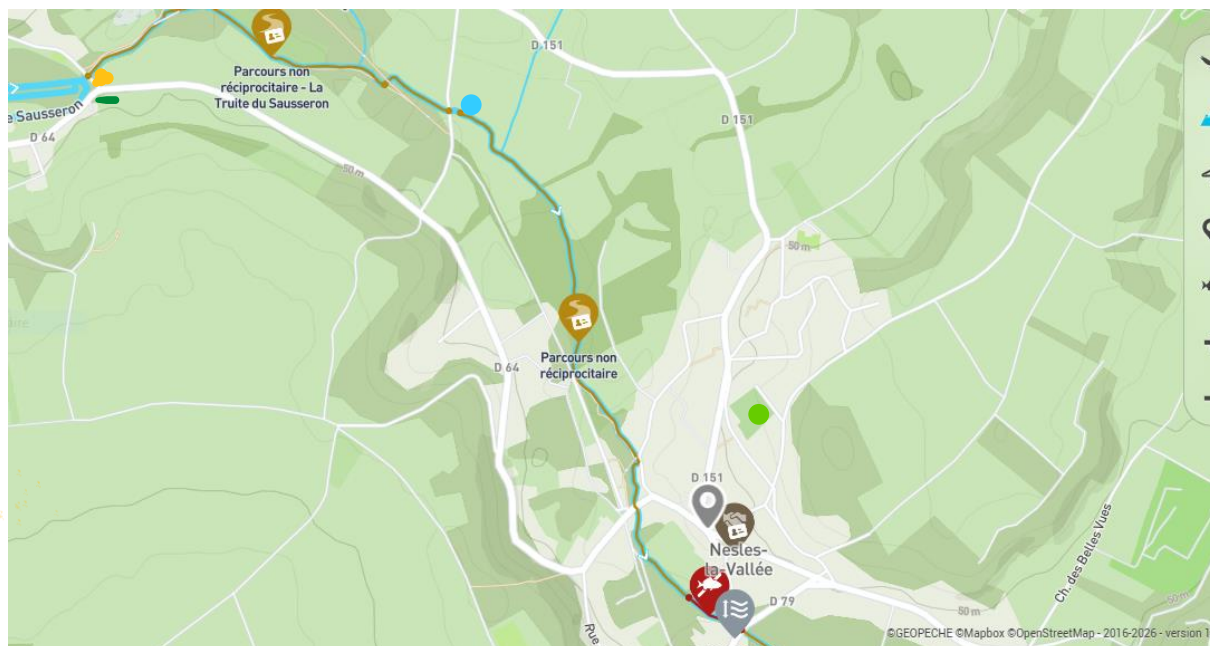 D 151
Parcours non
réciprocitaire - La
Truite du Sausseron
e Sausseron
D 64
D 151
50 m
50 m
D 64
Parcours non
réciprocitaire
D 151
Nesles-
la-Vallée
Ch. des Belles Vues
D 79
50 m
50 m
Rue
©GEOPECHE ©Mapbox ©OpenStreetMap - 2016-2026 - version 1